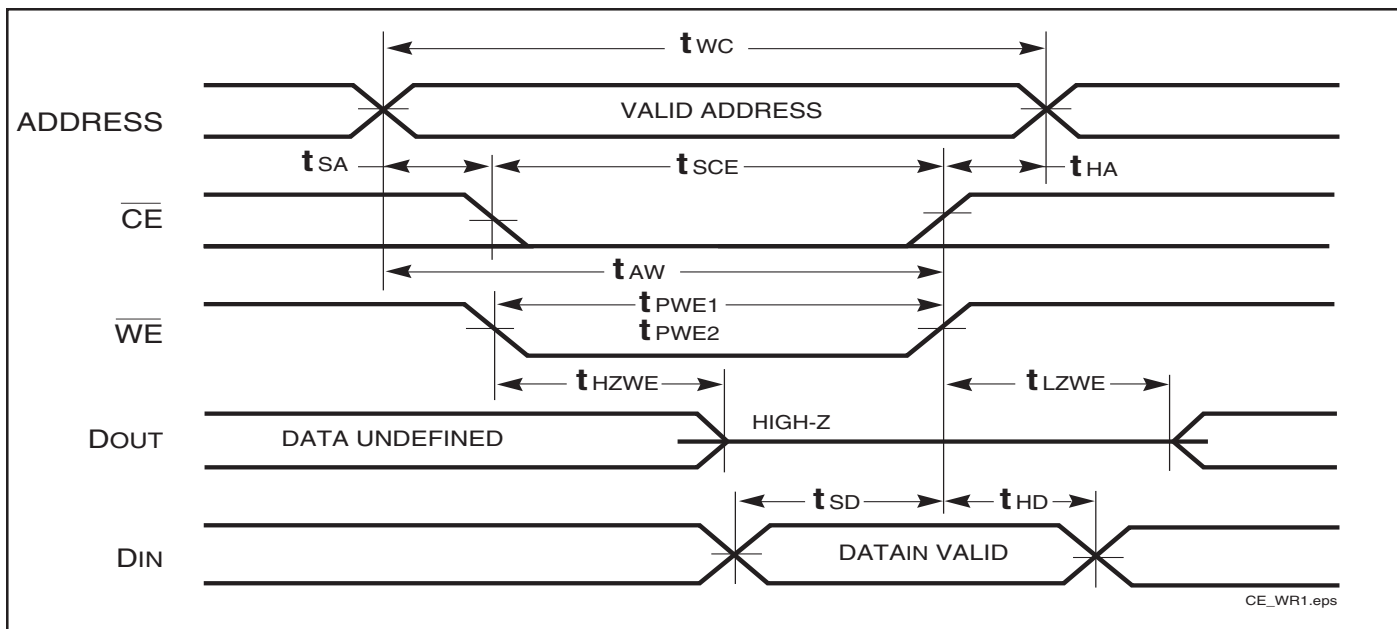 tWC
ADDRESS
VALID ADDRESS
tSA
tSCE
tHA
CE
tAW
WE
tPWE1
tPWE2
tHZWE
tLZWE
DOUT
DATA UNDEFINED
HIGH-Z
tSD
tHD
DIN
DATAIN VALID
CE_WR1.eps